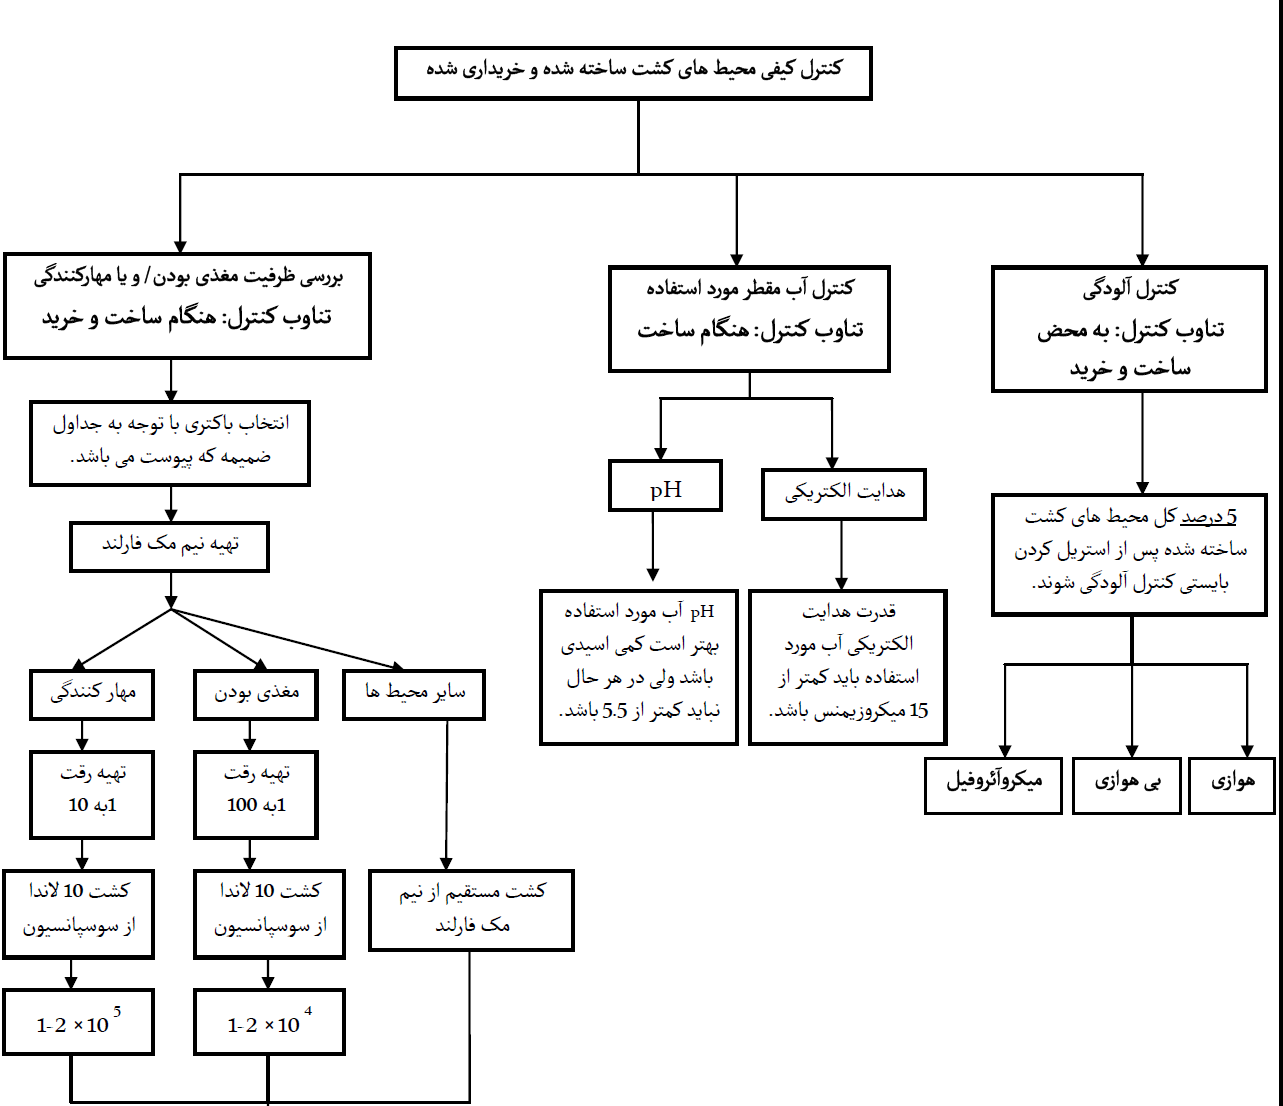 کنترل کیفی محیط های کشت ساخته شده و خریداری شده
کنترل آلودگی
تناوب کنترل: به محض
ساخت و خرید
کنترل آب مقطر مورد استفاده
تناوب کنترل: هنگام ساخت
بررسی ظرفیت مغذی بودن/ و یا مهارکنندگی
تناوب کنترل: هنگام ساخت و خرید
5 درصد کل محیط های کشت
ساخته شده پس از استریل کردن
بایستی کنترل آلودگی شوند.
هوازی
بی هوازی
میکروآئروفیل
هدایت الکتریکی
pH
قدرت هدایت
الکتریکی آب مورد
استفاده باید کمتر از
15 میکروزیمنس باشد.
pH آب مورد استفاده
بهتر است کمی اسیدی
باشد ولی در هر حال
نباید کمتر از 5.5 باشد.
انتخاب باکتری با توجه به جداول
ضمیمه که پیوست می باشد.
تهیه نیم مک فارلند
سایر محیط ها
مغذی بودن
مهار کنندگی
تهیه رقت
1به 100
تهیه رقت
1به 10
کشت مستقیم از نیم
مک فارلند
کشت 10 لاندا
از سوسپانسیون
کشت 10 لاندا
از سوسپانسیون
1-2 × 10 4
1-2 × 10 5